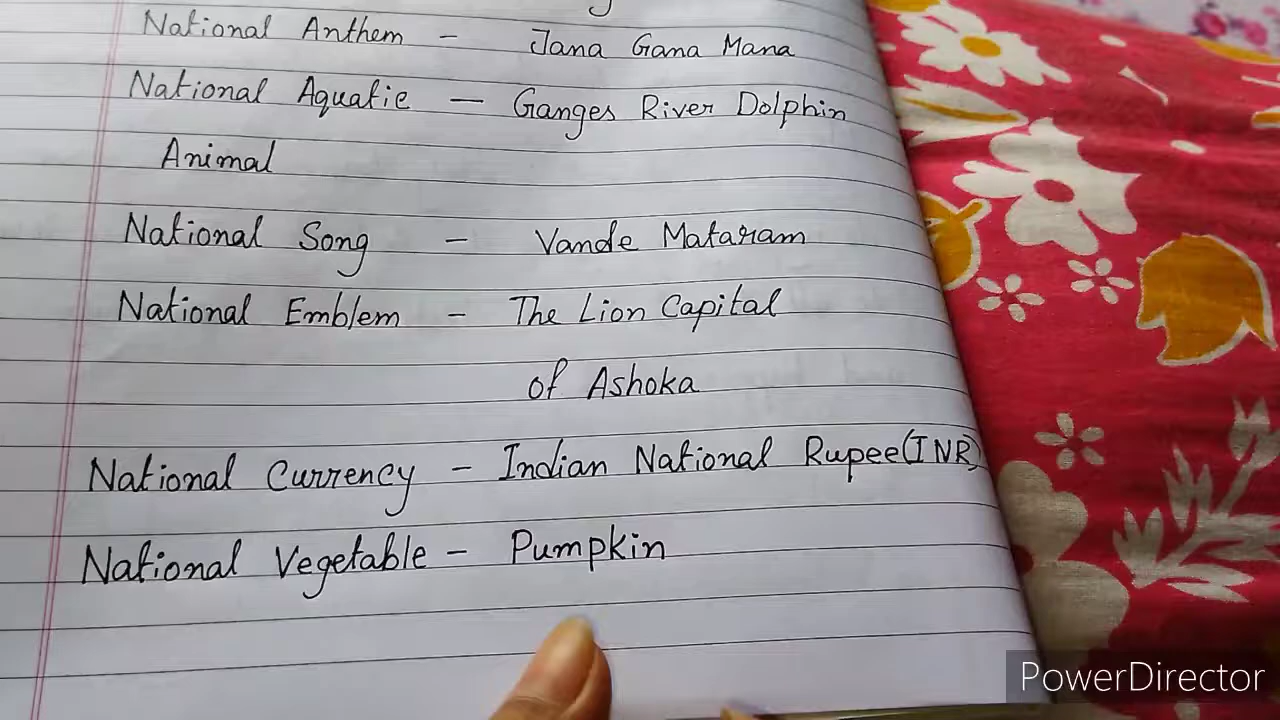 National Anthem - Jana Gana Mana
National Aquatic — Ganges River Dolphin
Animal
National Song - Vande Mataram
National Emblem - The Lion Capital
of Ashoka
National Currency - Indian National Rupee(INR)
National Vegetable - Pumpkin
PowerDirector